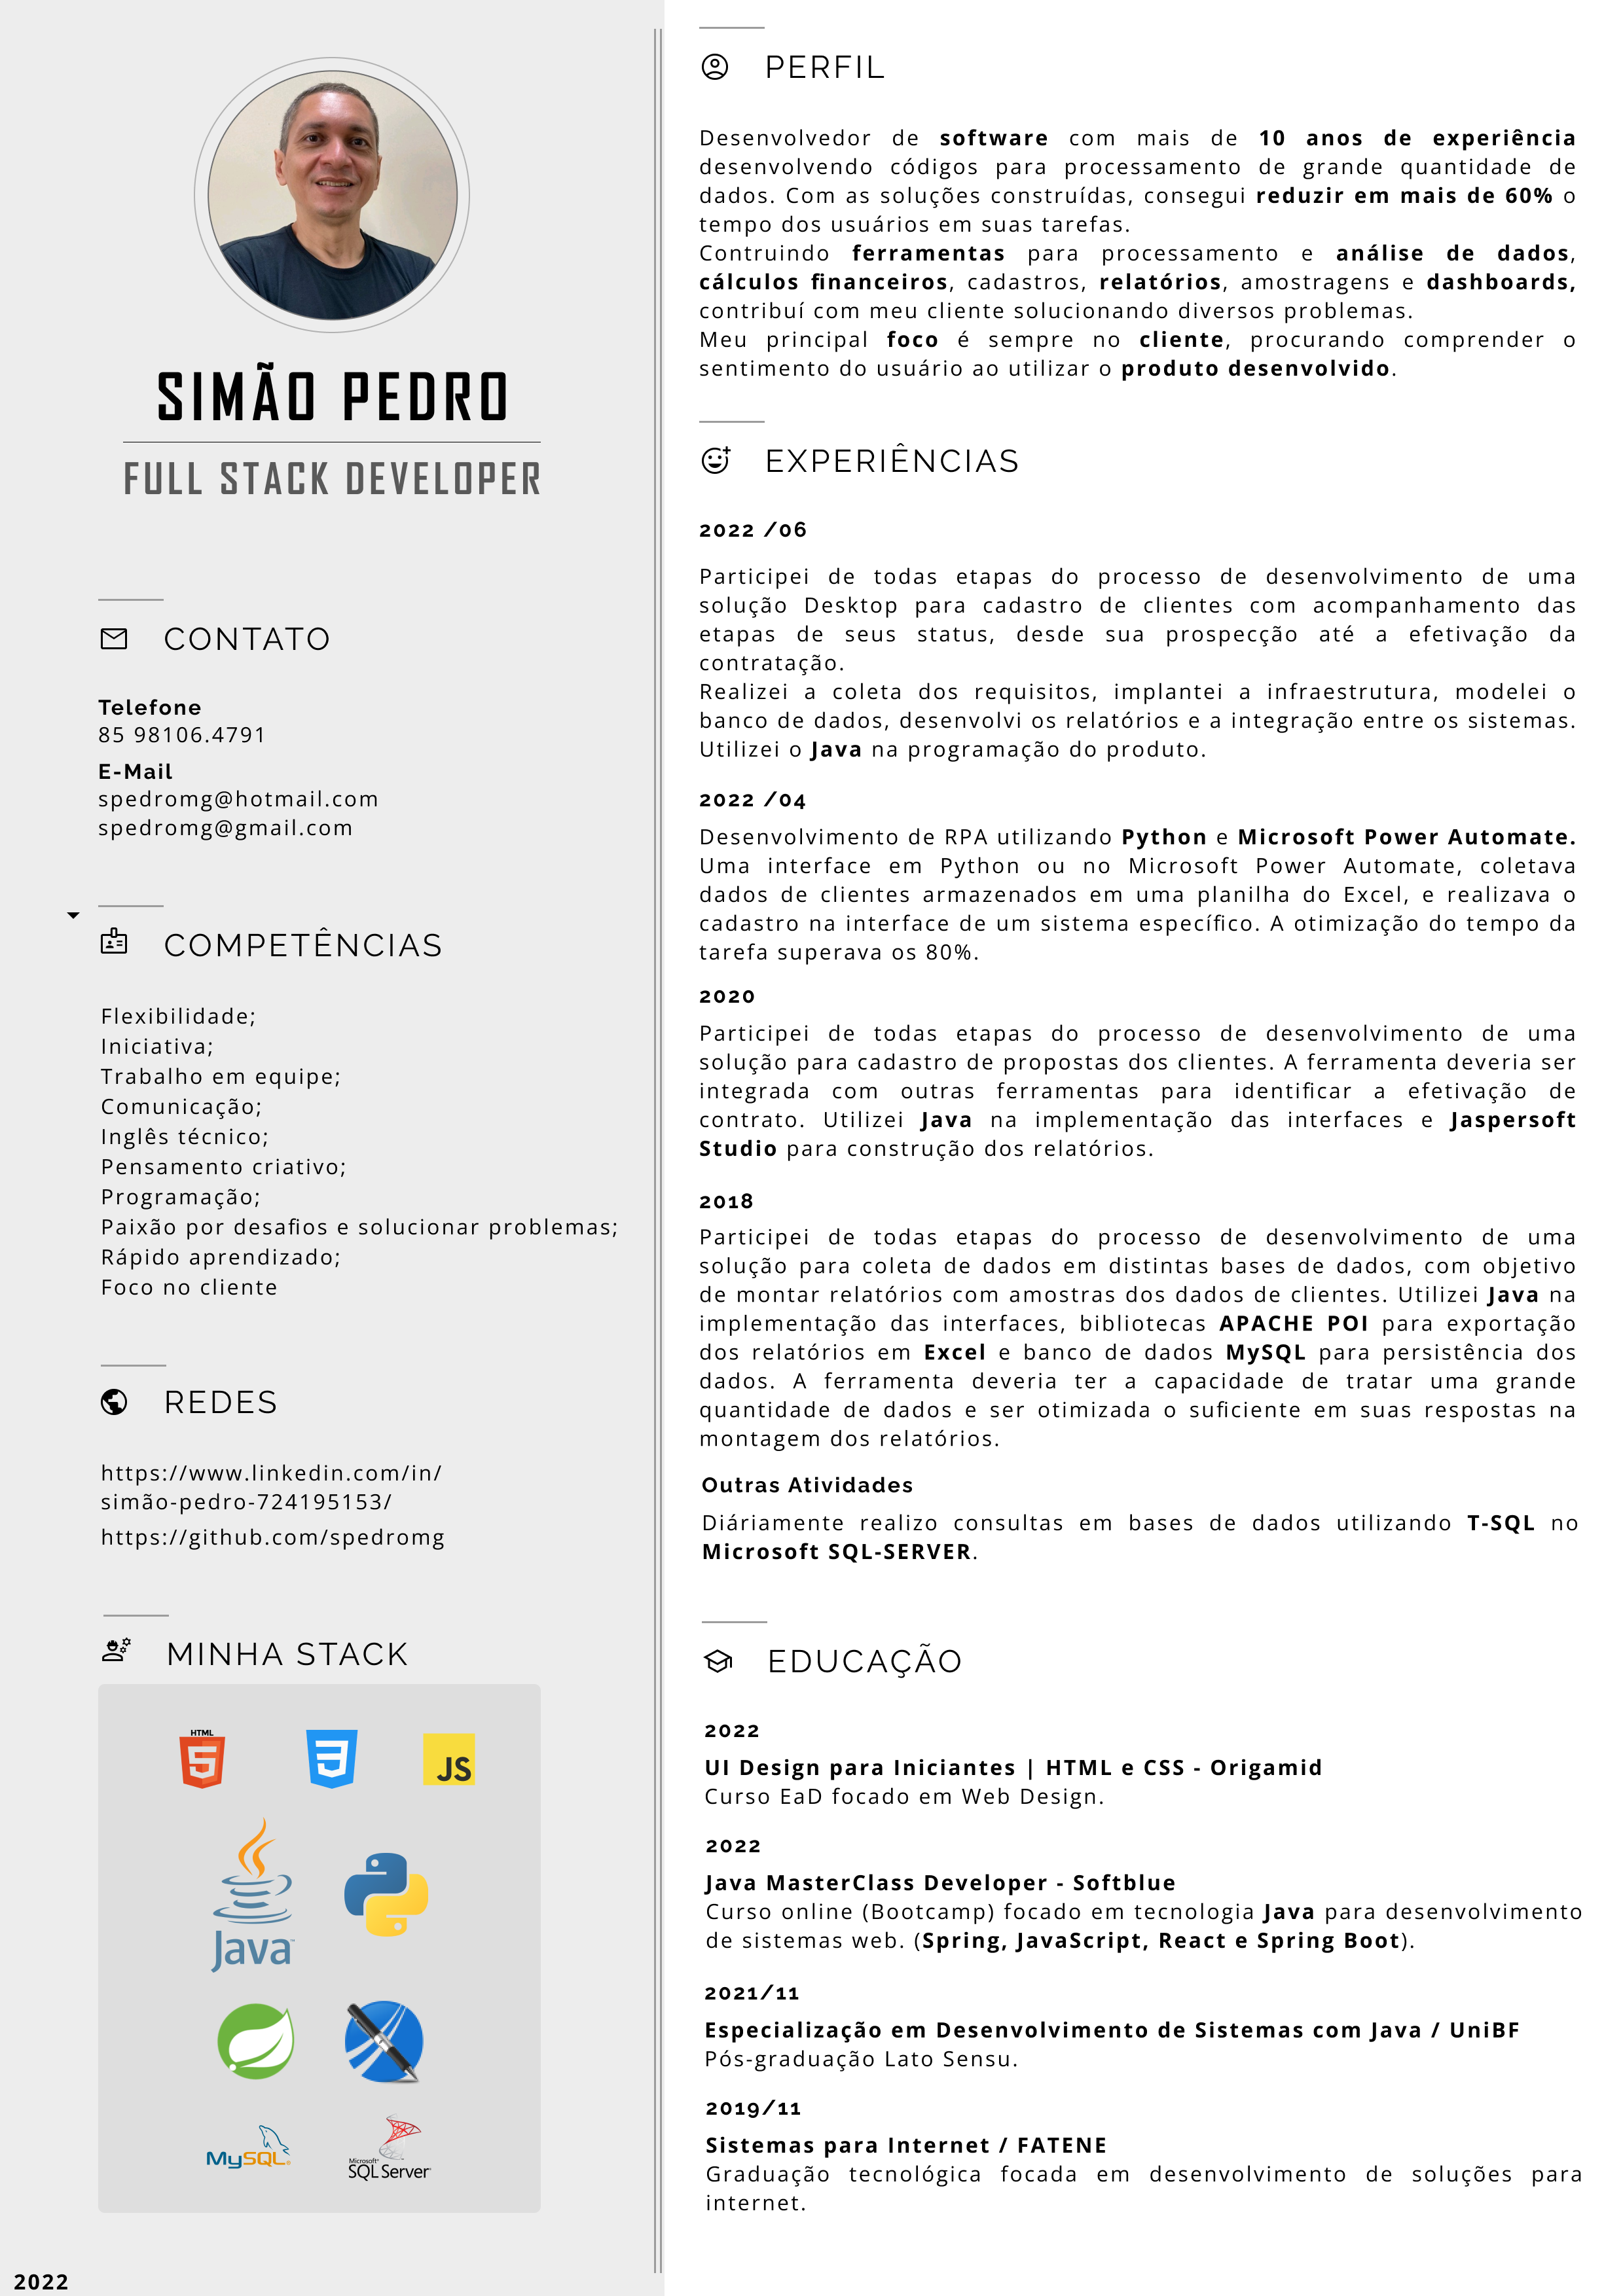 SIMÃO PEDRO
FULL STACK DEVELOPER
CONTATO
Telefone
85 98106.4791
E-Mail
spedromg@hotmail.com
spedromg@gmail.com
COMPETÊNCIAS
Flexibilidade;
Iniciativa;
Trabalho em equipe;
Comunicação;
Inglês técnico;
Pensamento criativo;
Programação;
Paixão por desafios e solucionar problemas;
Rápido aprendizado;
Foco no cliente
REDES
https://www.linkedin.com/in/
simão-pedro-724195153/
https://github.com/spedromg
MINHA STACK
HTML
5
3
JS
Java™
MySQL®
Microsoft®
SQL Server®
2022
PERFIL
Desenvolvedor de software com mais de 10 anos de experiência
desenvolvendo códigos para processamento de grande quantidade de
dados. Com as soluções construídas, consegui reduzir em mais de 60% o
tempo dos usuários em suas tarefas.
Contruindo ferramentas para processamento e análise de dados,
cálculos financeiros, cadastros, relatórios, amostragens e dashboards,
contribuí com meu cliente solucionando diversos problemas.
Meu principal foco é sempre no cliente, procurando comprender o
sentimento do usuário ao utilizar o produto desenvolvido.
EXPERIÊNCIAS
2022 /06
Participei de todas etapas do processo de desenvolvimento de uma
solução Desktop para cadastro de clientes com acompanhamento das
etapas de seus status, desde sua prospecção até a efetivação da
contratação.
Realizei a coleta dos requisitos, implantei a infraestrutura, modelei o
banco de dados, desenvolvi os relatórios e a integração entre os sistemas.
Utilizei o Java na programação do produto.
2022 /04
Desenvolvimento de RPA utilizando Python e Microsoft Power Automate.
Uma interface em Python ou no Microsoft Power Automate, coletava
dados de clientes armazenados em uma planilha do Excel, e realizava o
cadastro na interface de um sistema específico. A otimização do tempo da
tarefa superava os 80%.
2020
Participei de todas etapas do processo de desenvolvimento de uma
solução para cadastro de propostas dos clientes. A ferramenta deveria ser
integrada com outras ferramentas para identificar a efetivação de
contrato. Utilizei Java na implementação das interfaces e Jaspersoft
Studio para construção dos relatórios.
2018
Participei de todas etapas do processo de desenvolvimento de uma
solução para coleta de dados em distintas bases de dados, com objetivo
de montar relatórios com amostras dos dados de clientes. Utilizei Java na
implementação das interfaces, bibliotecas APACHE POI para exportação
dos relatórios em Excel e banco de dados MySQL para persistência dos
dados. A ferramenta deveria ter a capacidade de tratar uma grande
quantidade de dados e ser otimizada o suficiente em suas respostas na
montagem dos relatórios.
Outras Atividades
Diáriamente realizo consultas em bases de dados utilizando T-SQL no
Microsoft SQL-SERVER.
EDUCAÇÃO
2022
UI Design para Iniciantes | HTML e CSS - Origamid
Curso EaD focado em Web Design.
2022
Java MasterClass Developer - Softblue
Curso online (Bootcamp) focado em tecnologia Java para desenvolvimento
de sistemas web. (Spring, JavaScript, React e Spring Boot).
2021/11
Especialização em Desenvolvimento de Sistemas com Java / UniBF
Pós-graduação Lato Sensu.
2019/11
Sistemas para Internet / FATENE
Graduação tecnológica focada em desenvolvimento de soluções para
internet.